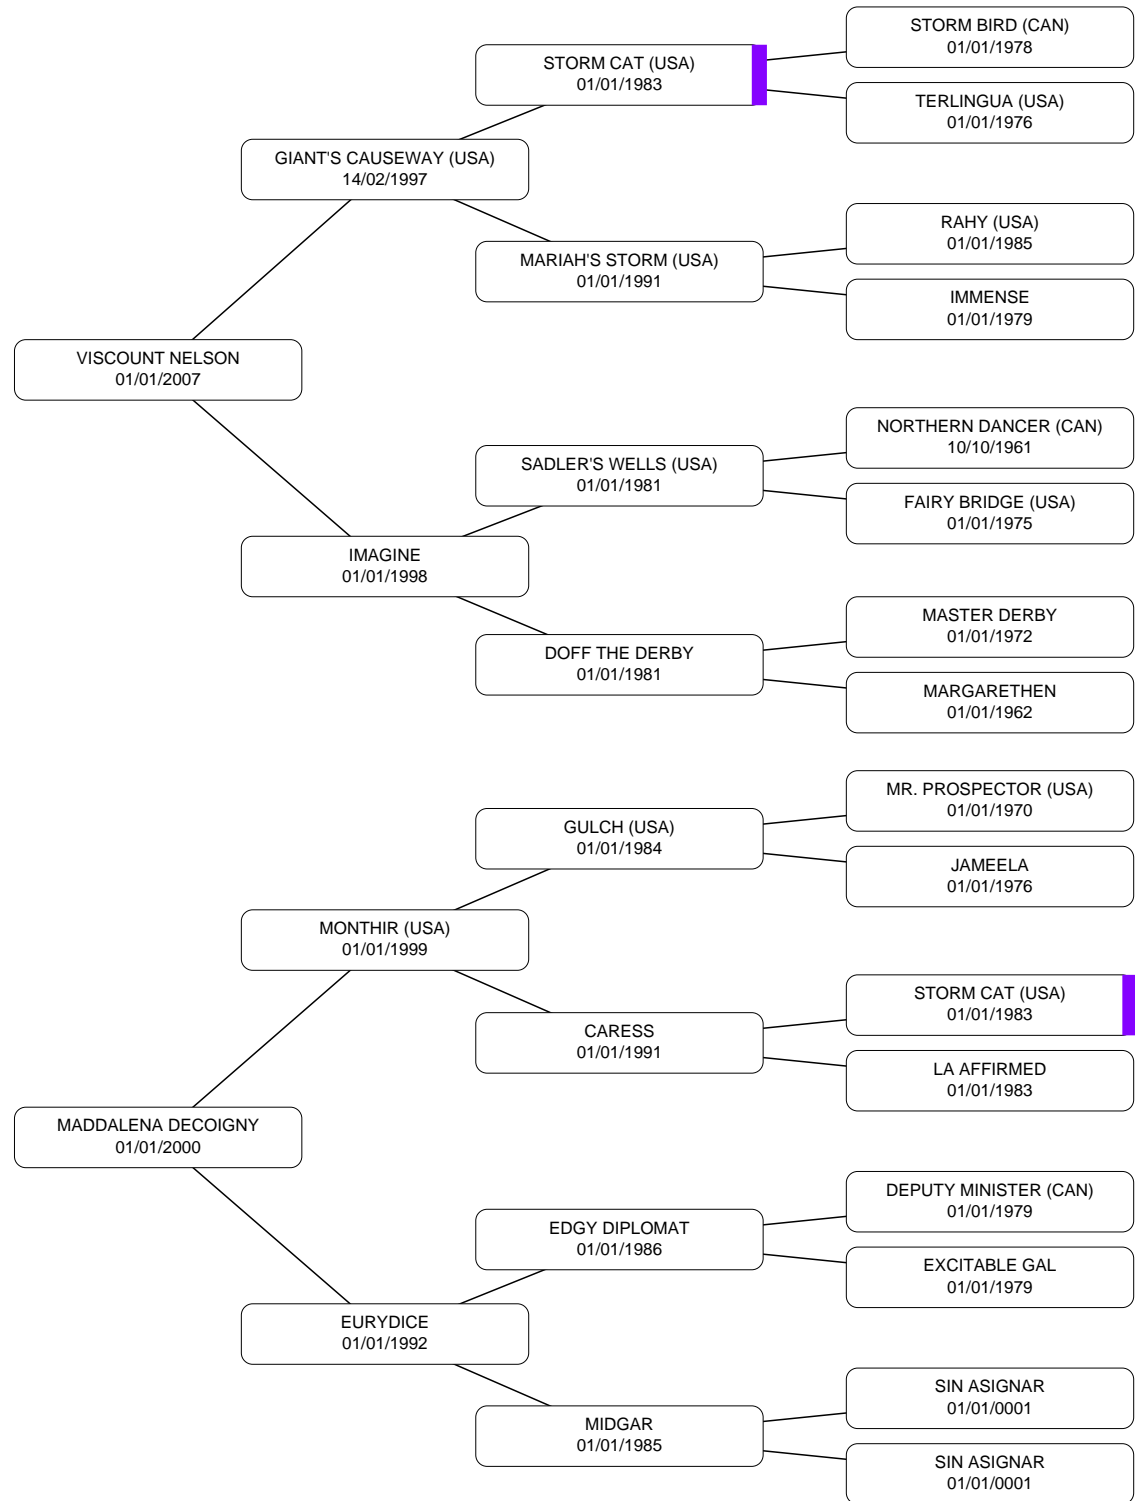 STORM BIRD (CAN)
01/01/1978
STORM CAT (USA)
01/01/1983
TERLINGUA (USA)
01/01/1976
GIANT'S CAUSEWAY (USA)
14/02/1997
RAHY (USA)
01/01/1985
MARIAH'S STORM (USA)
01/01/1991
IMMENSE
01/01/1979
VISCOUNT NELSON
01/01/2007
NORTHERN DANCER (CAN)
10/10/1961
SADLER'S WELLS (USA)
01/01/1981
FAIRY BRIDGE (USA)
01/01/1975
IMAGINE
01/01/1998
MASTER DERBY
01/01/1972
DOFF THE DERBY
01/01/1981
MARGARETHEN
01/01/1962
MR. PROSPECTOR (USA)
01/01/1970
GULCH (USA)
01/01/1984
JAMEELA
01/01/1976
MONTHIR (USA)
01/01/1999
STORM CAT (USA)
01/01/1983
CARESS
01/01/1991
LA AFFIRMED
01/01/1983
MADDALENA DECOIGNY
01/01/2000
DEPUTY MINISTER (CAN)
01/01/1979
EDGY DIPLOMAT
01/01/1986
EXCITABLE GAL
01/01/1979
EURYDICE
01/01/1992
SIN ASIGNAR
01/01/0001
MIDGAR
01/01/1985
SIN ASIGNAR
01/01/0001